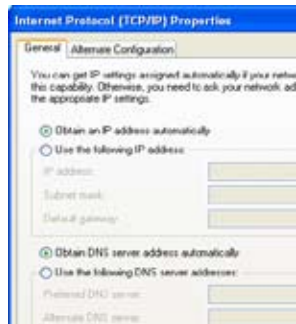 Internet Protocol (TCP/IP) Properties
General Alternate Configuration
You can get IP settings assigned automatically if your netw
this capability. Otherwise, you need to ask your network ad
the appropriate IP settings.
Obtain an IP address automatically
Use the following IP address:
IP address:
Subnet mask:
Default gateway:
Obtain DNS server address automatically
Use the following DNS server addresses:
Preferred DNS server:
Alternate DNS server: